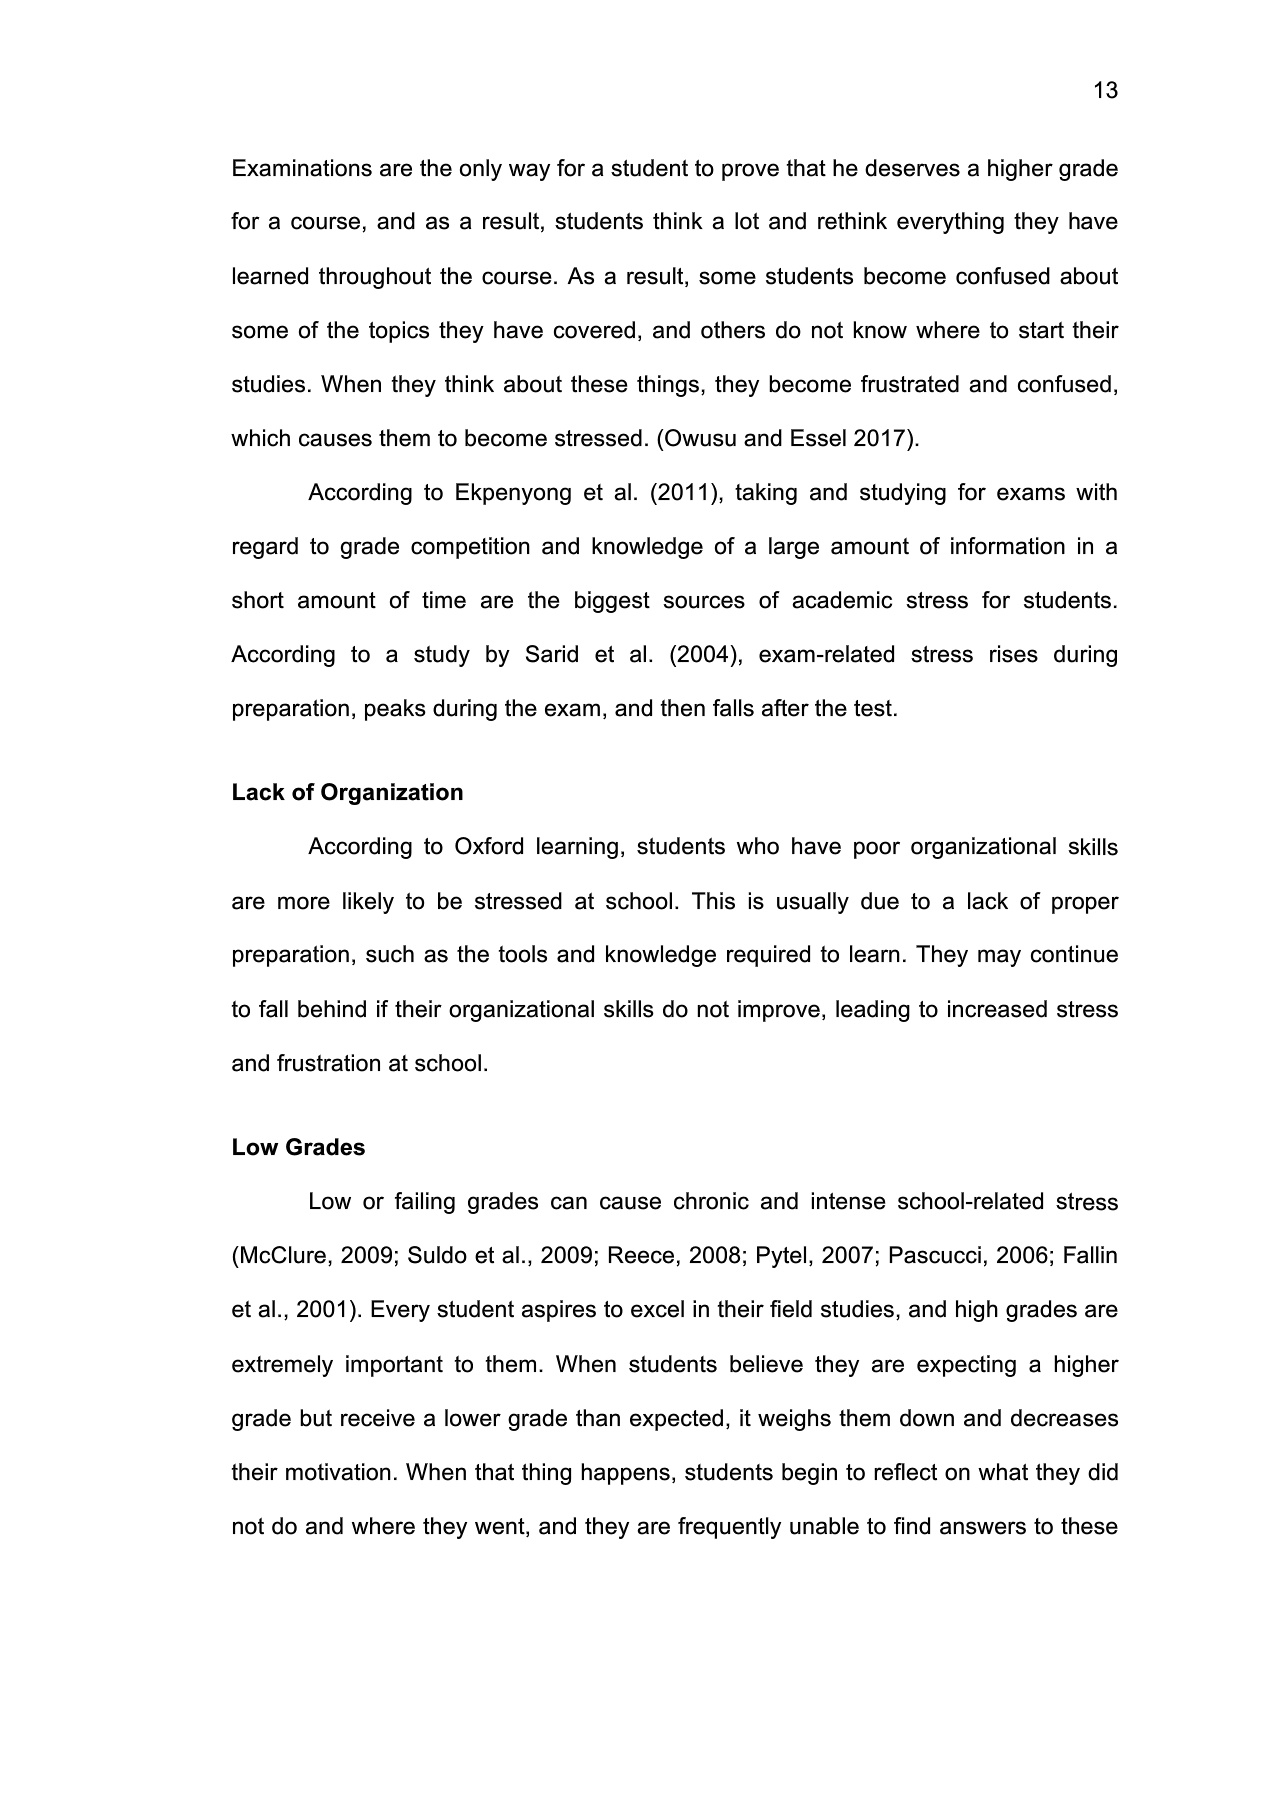 13
Examinations are the only way for a student to prove that he deserves a higher grade
for a course, and as a result, students think a lot and rethink everything they have
learned throughout the course. As a result, some students become confused about
some of the topics they have covered, and others do not know where to start their
studies. When they think about these things, they become frustrated and confused,
which causes them to become stressed. (Owusu and Essel 2017).
According to Ekpenyong et al. (2011), taking and studying for exams with
regard to grade competition and knowledge of a large amount of information in a
short amount of time are the biggest sources of academic stress for students.
According to a study by Sarid et al. (2004), exam-related stress rises during
preparation, peaks during the exam, and then falls after the test.
Lack of Organization
According to Oxford learning, students who have poor organizational skills
are more likely to be stressed at school. This is usually due to a lack of proper
preparation, such as the tools and knowledge required to learn. They may continue
to fall behind if their organizational skills do not improve, leading to increased stress
and frustration at school.
Low Grades
Low or failing grades can cause chronic and intense school-related stress
(McClure, 2009; Suldo et al., 2009; Reece, 2008; Pytel, 2007; Pascucci, 2006; Fallin
et al., 2001). Every student aspires to excel in their field studies, and high grades are
extremely important to them. When students believe they are expecting a higher
grade but receive a lower grade than expected, it weighs them down and decreases
their motivation. When that thing happens, students begin to reflect on what they did
not do and where they went, and they are frequently unable to find answers to these